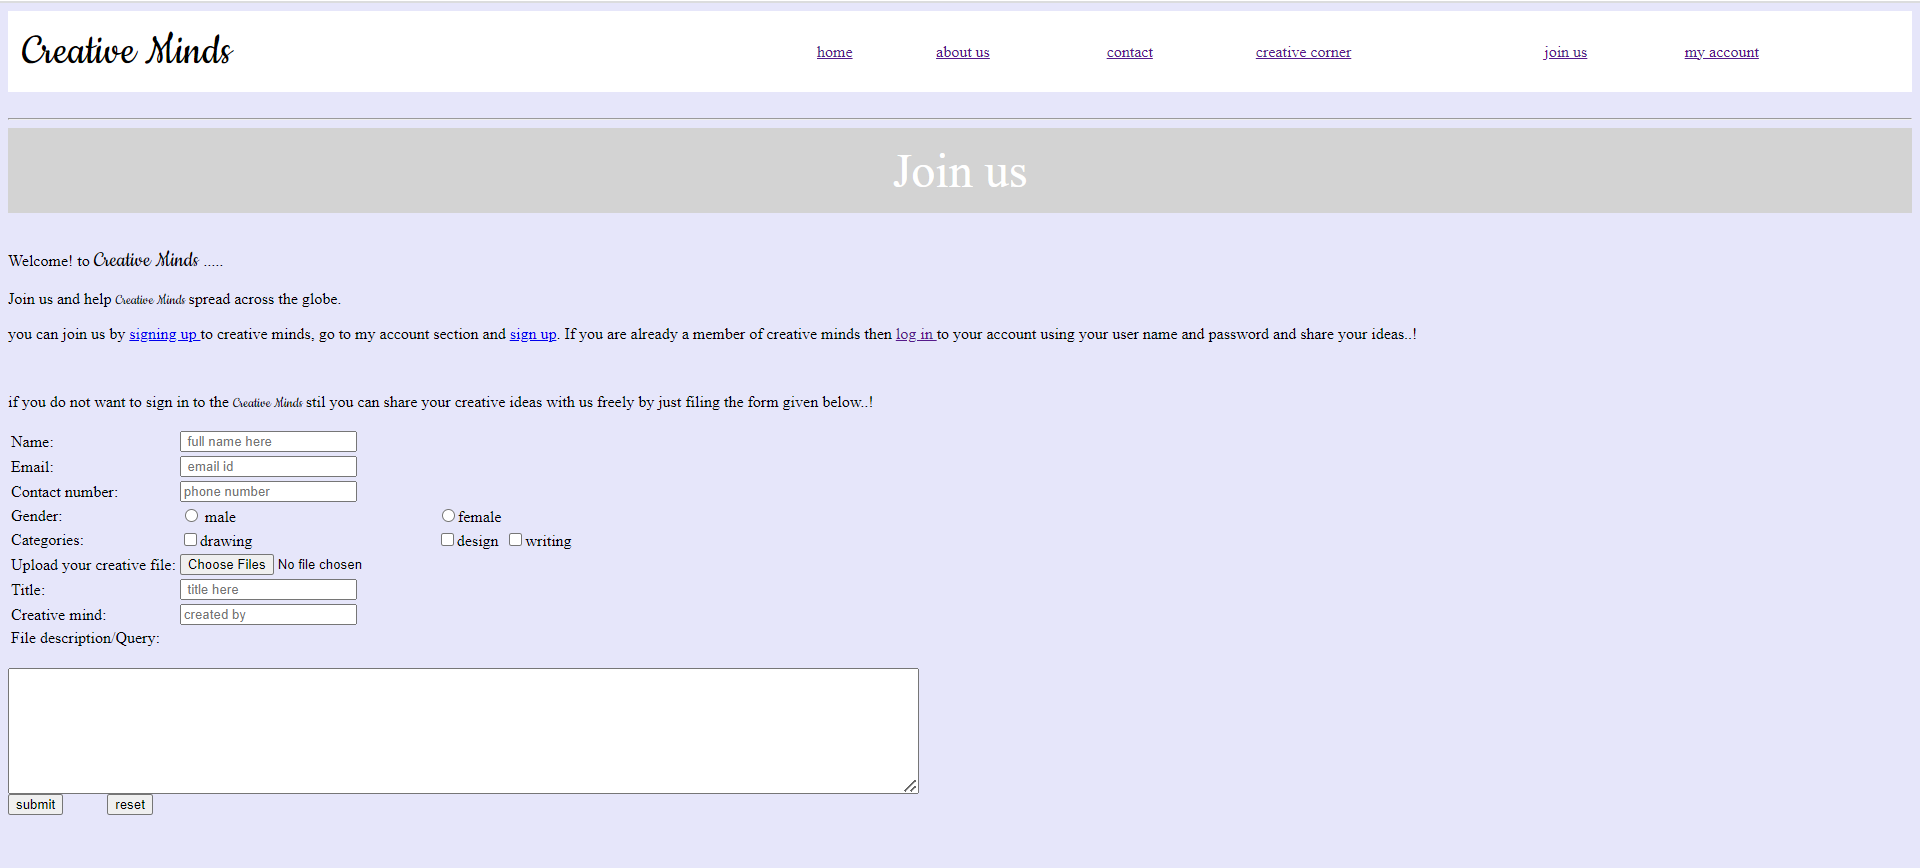 Creative Minds home about us contact creative corner join us my account
Join us
Welcome! to Creative Minds .....
Join us and help Creative Minds spread across the globe.
you can join us by signing up to creative minds, go to my account section and sign up. If you are already a member of creative minds then log in to your account using your user name and password and share your ideas..!
if you do not want to sign in to the Creative Minds stil you can share your creative ideas with us freely by just filing the form given below..!
Name: full name here
Email: email id
Contact number: phone number
Gender: male female
Categories: drawing design writing
Upload your creative file: Choose Files No file chosen
Title: title here
Creative mind: created by
File description/Query:
submit reset